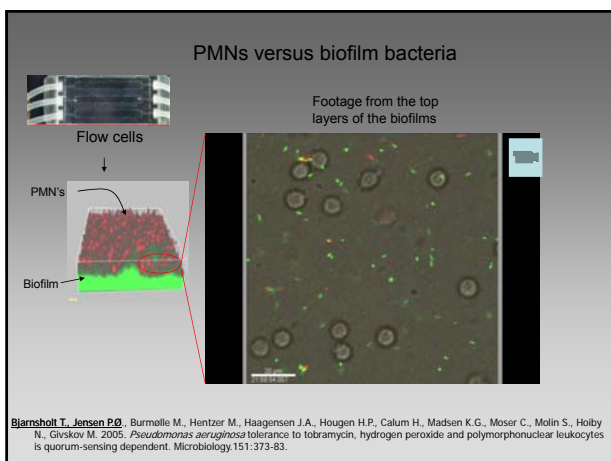 PMNs versus biofilm bacteria
Flow cells
Footage from the top
layers of the biofilms
PMN's
Biofilm
Bjarnsholt T., Jensen P.Ø., Burmølle M., Hentzer M., Haagensen J.A., Hougen H.P., Calum H., Madsen K.G., Moser C., Molin S., Hoiby
N., Givskov M. 2005. Pseudomonas aeruginosa tolerance to tobramycin, hydrogen peroxide and polymorphonuclear leukocytes
is quorum-sensing dependent. Microbiology.151:373-83.